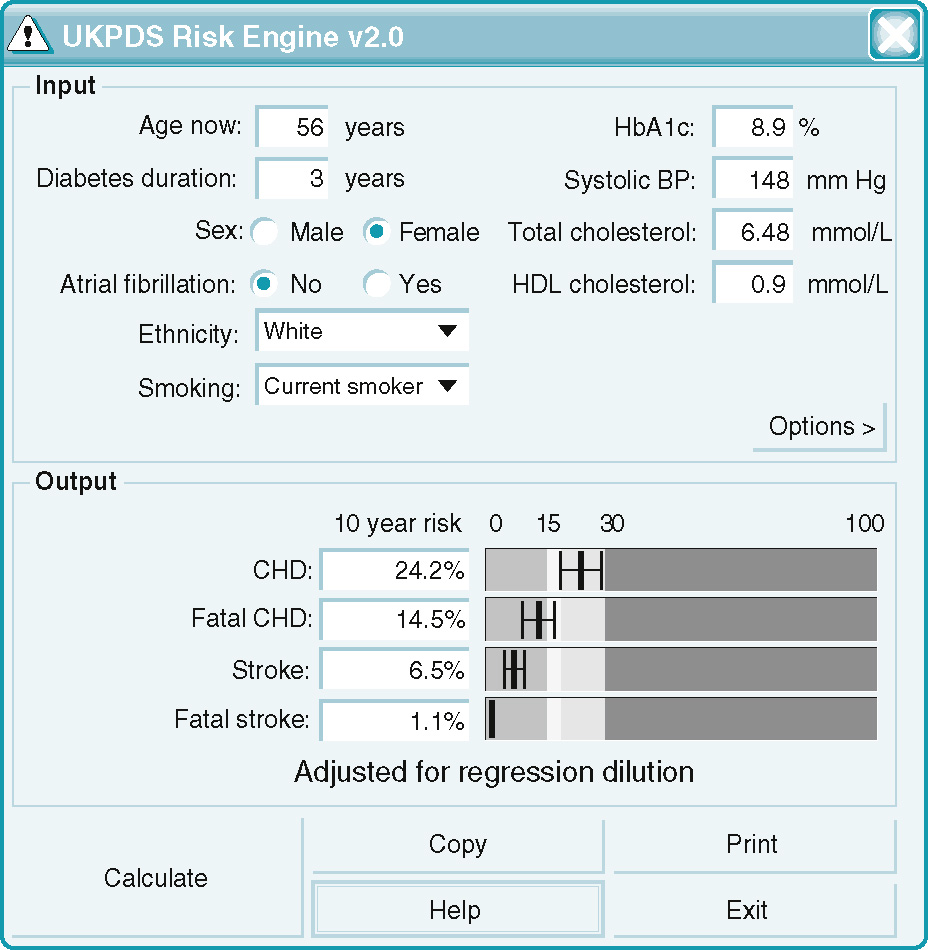 UKPDS Risk Engine v2.0
Input
Age now: 56 years
HbA1c: 8.9 %
Diabetes duration: 3 years
Systolic BP: 148 mm Hg
Sex: Male Female
Total cholesterol: 6.48 mmol/L
Atrial fibrillation: No Yes
HDL cholesterol: 0.9 mmol/L
Ethnicity: White
Smoking: Current smoker
Options >
Output
10 year risk 0 15 30 100
CHD: 24.2%
Fatal CHD: 14.5%
Stroke: 6.5%
Fatal stroke: 1.1%
Adjusted for regression dilution
Calculate
Copy
Print
Help
Exit